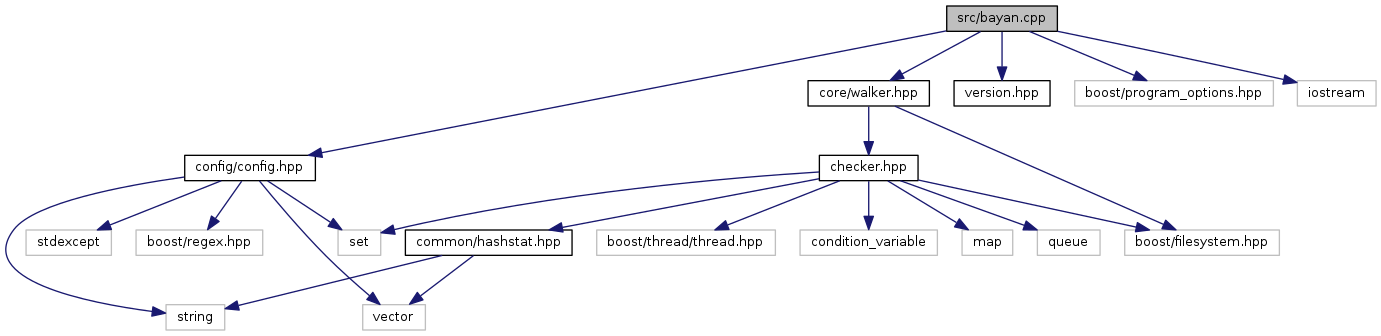 src/bayan.cpp
core/walker.hpp
version.hpp
boost/program_options.hpp
iostream
config/config.hpp
checker.hpp
stdexcept
boost/regex.hpp
set
common/hashstat.hpp
boost/thread/thread.hpp
condition_variable
map
queue
boost/filesystem.hpp
string
vector